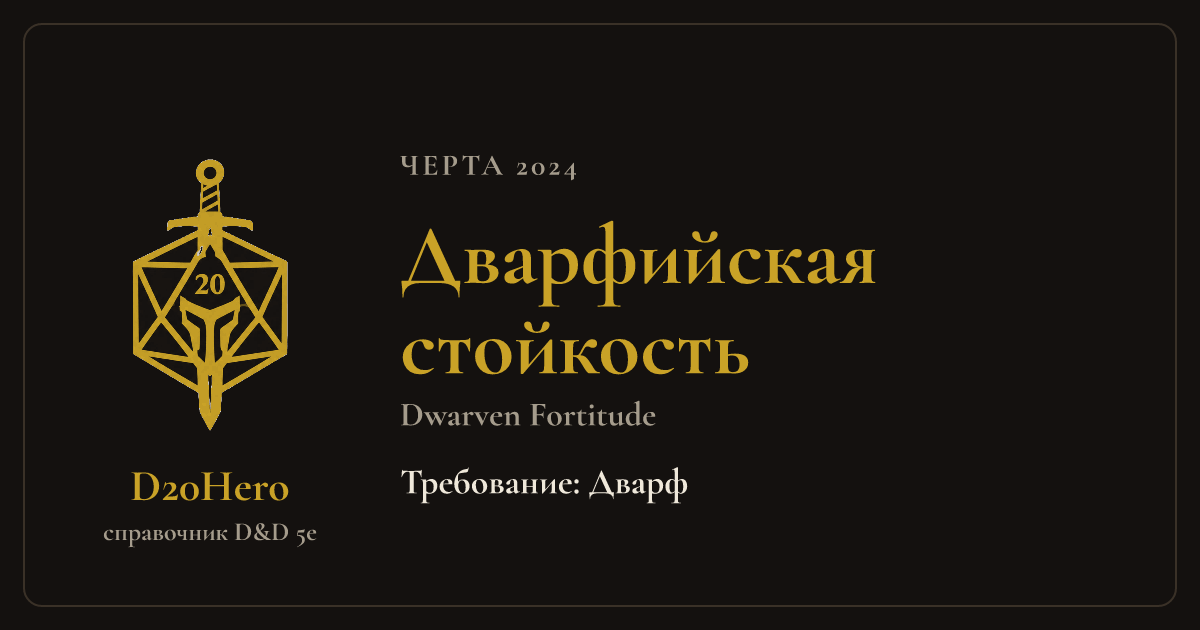 20
D20Hero
справочник D&D 5e
ЧЕРТА 2024
Дварфийская
стойкость
Dwarven Fortitude
Требование: Дварф